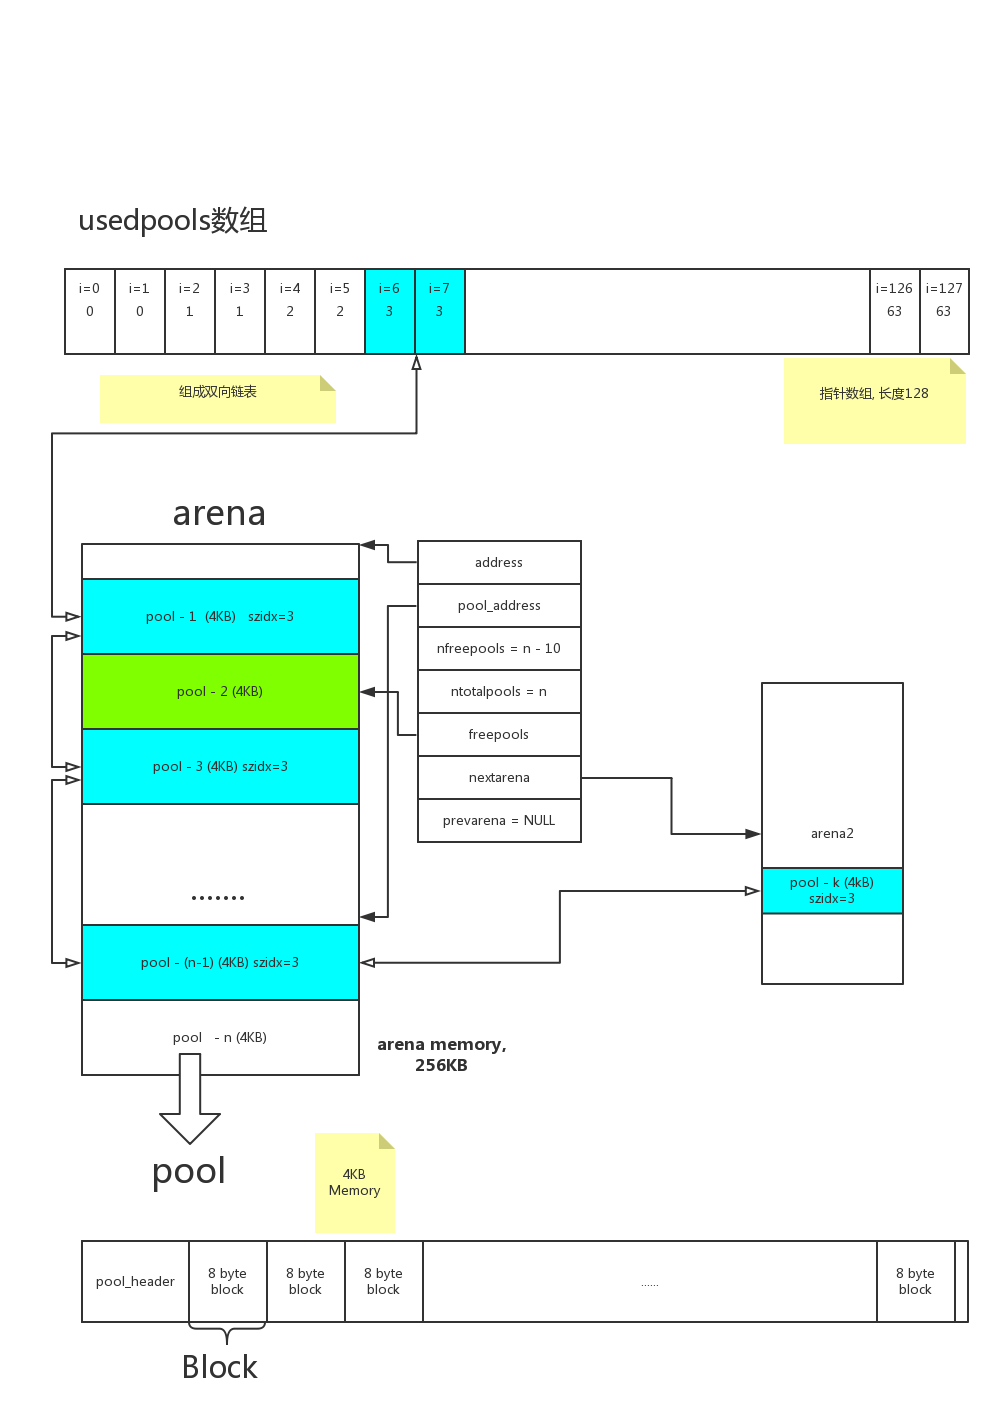 usedpools数组
i=0 i=1 i=2 i=3 i=4 i=5 i=6 i=7 i=126 i=127
0 0 1 1 2 2 3 3 63 63
组成双向链表
指针数组, 长度128
arena
address
pool - 1 (4KB) szidx=3
pool_address
nfreepools = n - 10
pool - 2 (4KB)
ntotalpools = n
freepools
pool - 3 (4KB) szidx=3
nextarena
prevarena = NULL
arena2
pool - k (4kB)
szidx=3
.......
pool - (n-1) (4KB) szidx=3
pool - n (4KB)
arena memory,
256KB
pool
4KB
Memory
pool_header
8 byte
block
8 byte
block
8 byte
block
......
8 byte
block
Block